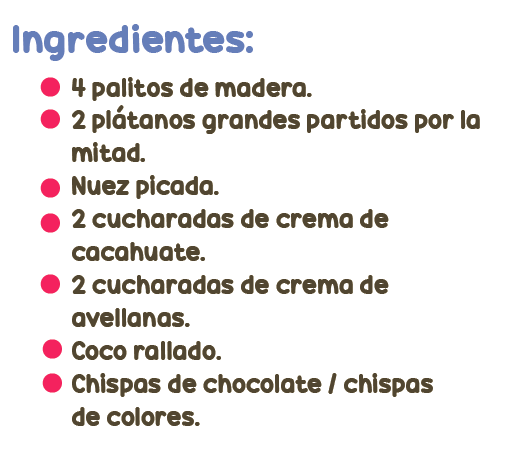 Ingredientes:
4 palitos de madera.
2 plátanos grandes partidos por la
mitad.
Nuez picada.
2 cucharadas de crema de
cacahuate.
2 cucharadas de crema de
avellanas.
Coco rallado.
Chispas de chocolate / chispas
de colores.